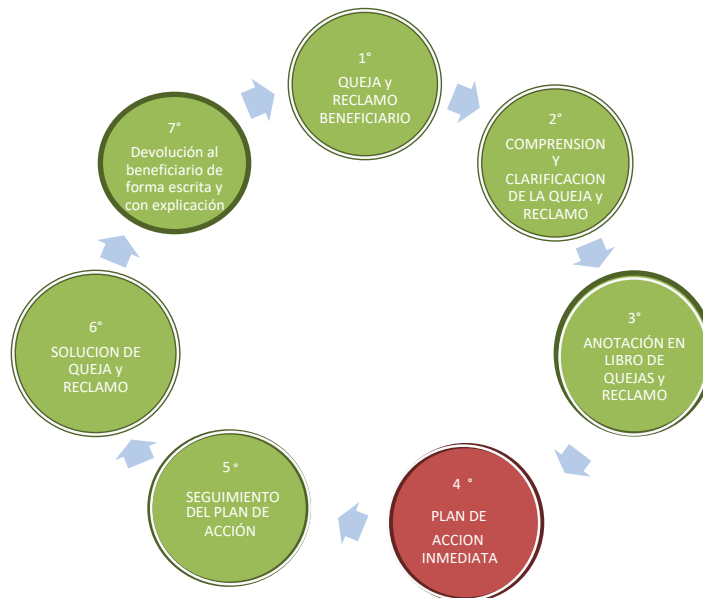 1°
QUEJA y
RECLAMO
BENEFICIARIO
2°
COMPRENSION
Y
CLARIFICACION
DE LA QUEJA y
RECLAMO
3°
ANOTACIÓN EN
LIBRO DE
QUEJAS y
RECLAMO
4 °
PLAN DE
ACCION
INMEDIATA
5 °
SEGUIMIENTO
DEL PLAN DE
ACCIÓN
6°
SOLUCION DE
QUEJA y
RECLAMO
7°
Devolución al
beneficiario de
forma escrita y
con explicación